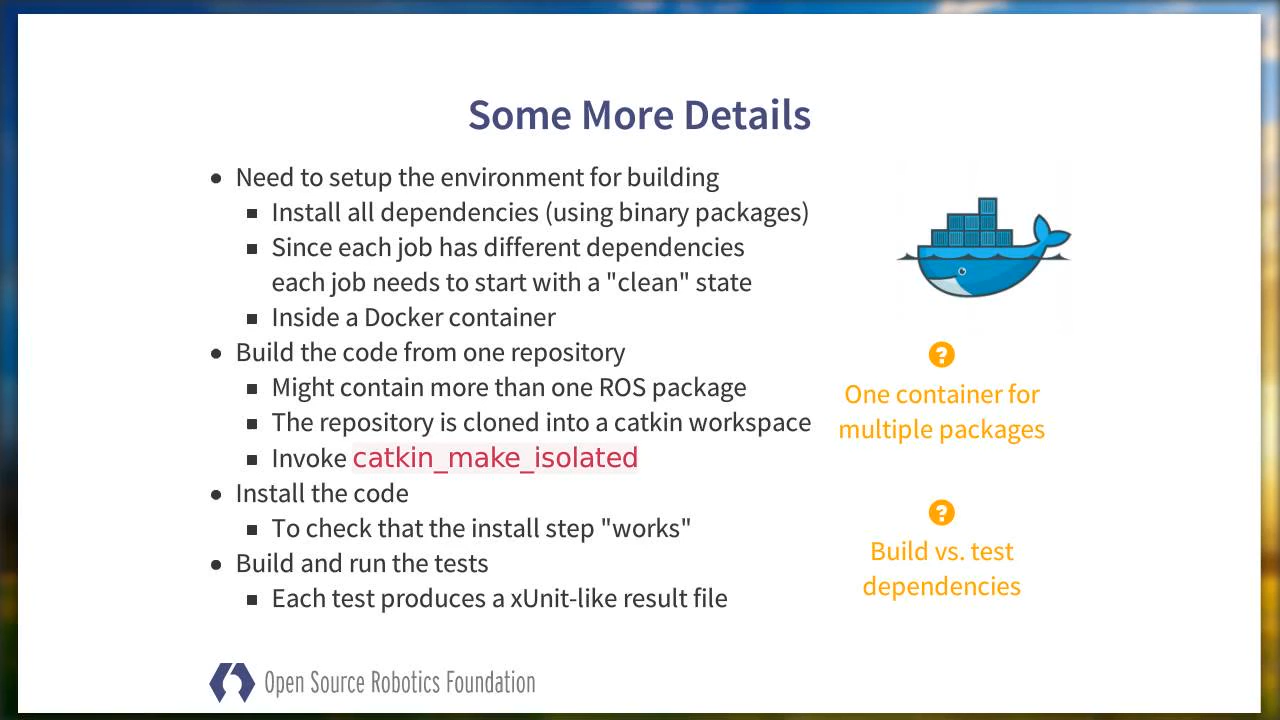 Some More Details
• Need to setup the environment for building
▪ Install all dependencies (using binary packages)
▪ Since each job has different dependencies
each job needs to start with a "clean" state
▪ Inside a Docker container
• Build the code from one repository
▪ Might contain more than one ROS package
▪ The repository is cloned into a catkin workspace
▪ Invoke catkin_make_isolated
• Install the code
▪ To check that the install step "works"
• Build and run the tests
▪ Each test produces a xUnit-like result file
?
One container for
multiple packages
?
Build vs. test
dependencies
Open Source Robotics Foundation